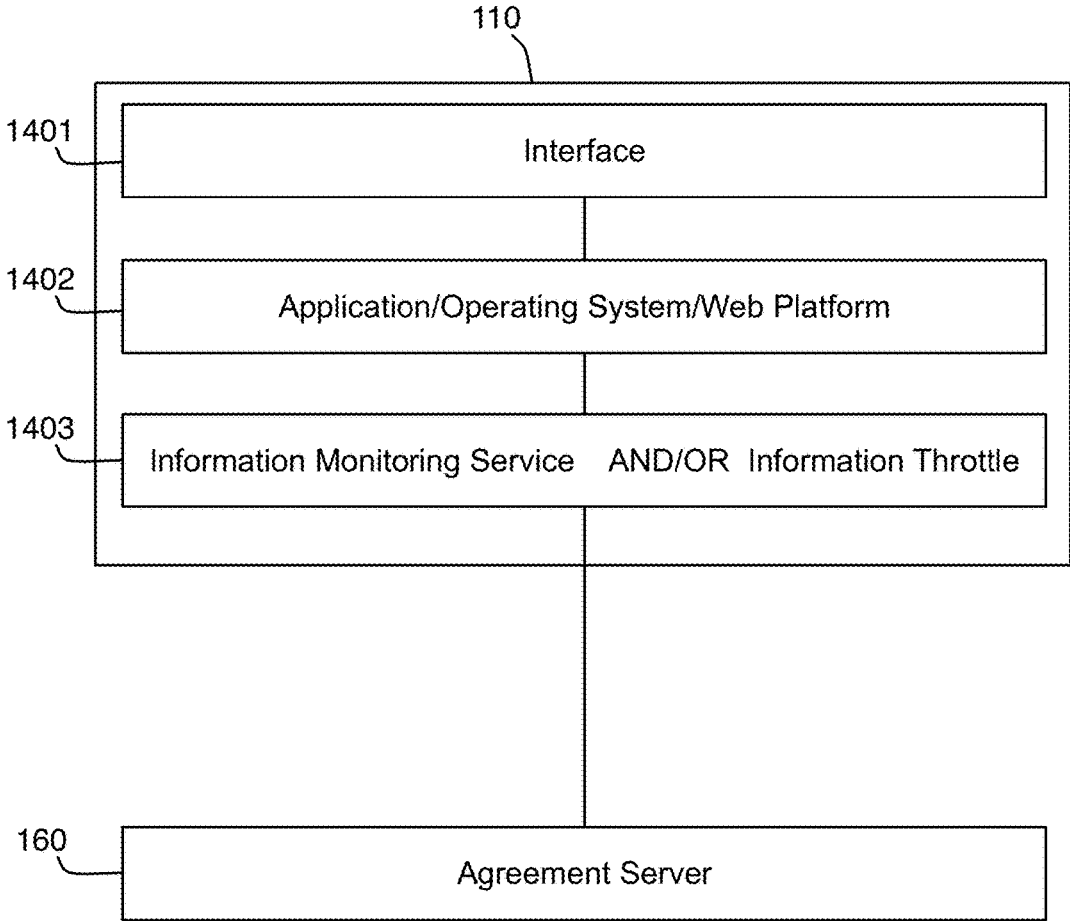 110
1401
Interface
1402
Application/Operating System/Web Platform
1403
Information Monitoring Service AND/OR Information Throttle
160
Agreement Server